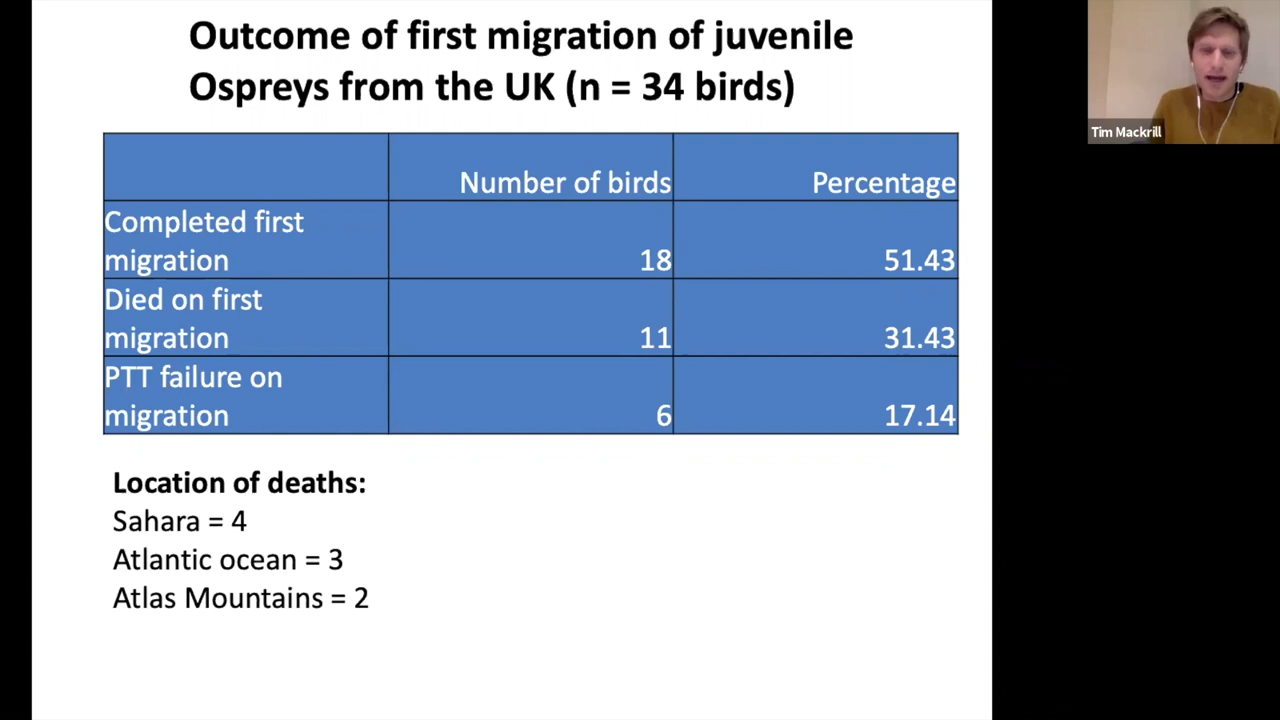 Outcome of first migration of juvenile
Ospreys from the UK (n = 34 birds)
Tim Mackrill
Number of birds Percentage
Completed first
migration 18 51.43
Died on first
migration 11 31.43
PTT failure on
migration 6 17.14
Location of deaths:
Sahara = 4
Atlantic ocean = 3
Atlas Mountains = 2